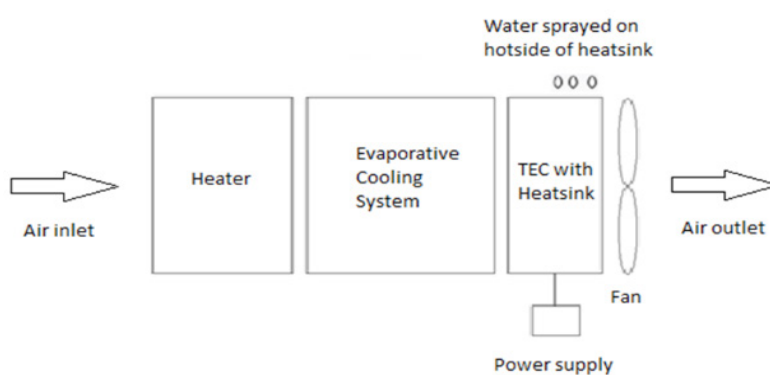 Water sprayed on
hotside of heatsink
Heater
Evaporative
Cooling
System
TEC with
Heatsink
Air inlet
Air outlet
Fan
Power supply